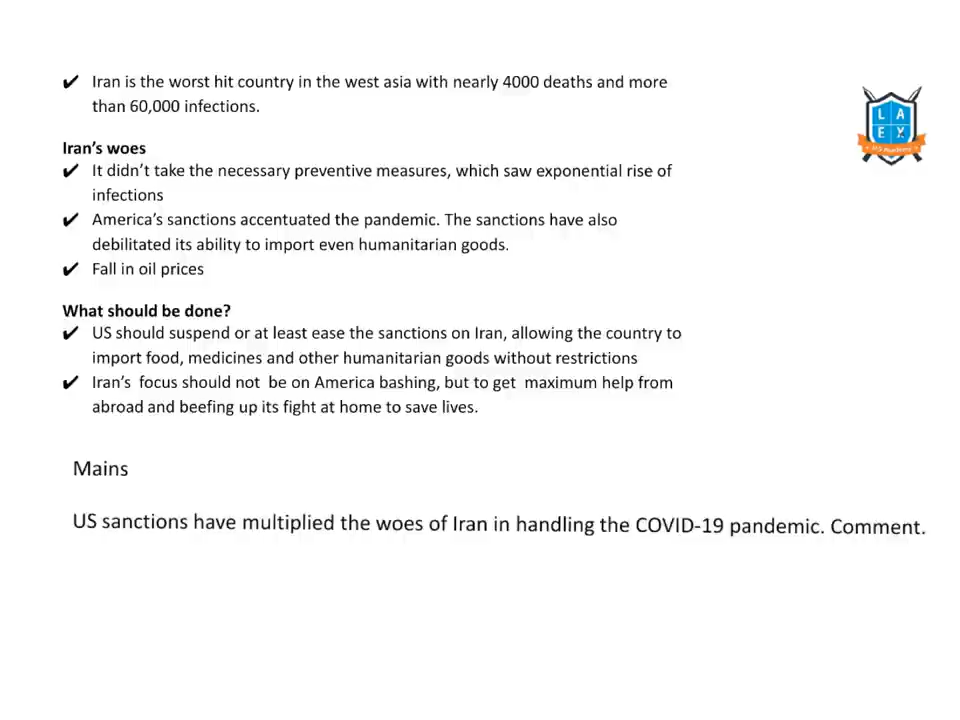 ✔ Iran is the worst hit country in the west asia with nearly 4000 deaths and more
than 60,000 infections.
Iran's woes
✔ It didn't take the necessary preventive measures, which saw exponential rise of
infections
✔ America's sanctions accentuated the pandemic. The sanctions have also
debilitated its ability to import even humanitarian goods.
✔ Fall in oil prices
What should be done?
✔ US should suspend or at least ease the sanctions on Iran, allowing the country to
import food, medicines and other humanitarian goods without restrictions
✔ Iran's focus should not be on America bashing, but to get maximum help from
abroad and beefing up its fight at home to save lives.
Mains
US sanctions have multiplied the woes of Iran in handling the COVID-19 pandemic. Comment.
L A
E X